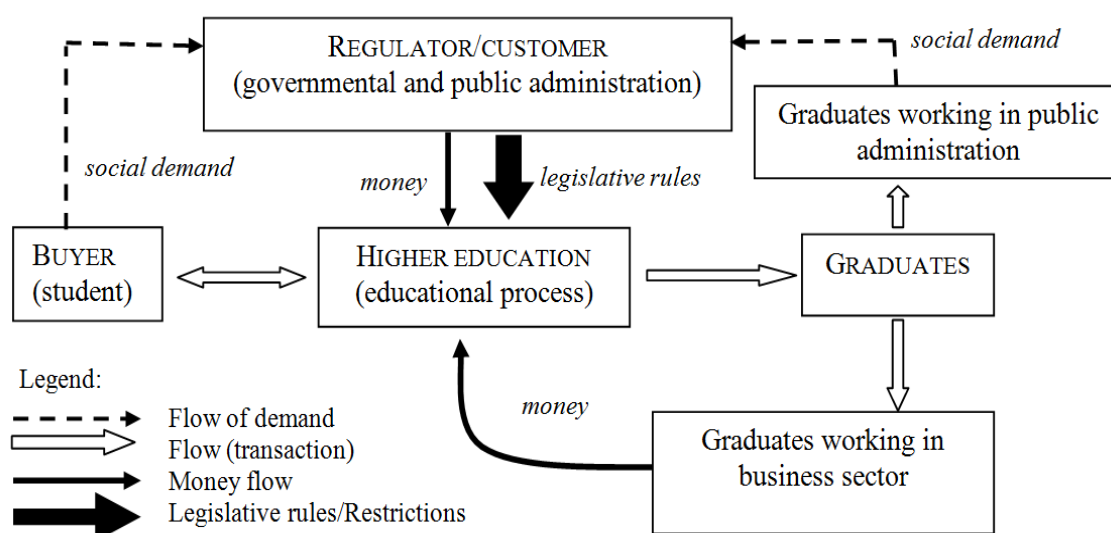 REGULATOR/CUSTOMER
(governmental and public administration)
social demand
social demand
Graduates working in public
administration
money
legislative rules
BUYER
(student)
HIGHER EDUCATION
(educational process)
GRADUATES
Legend:
Flow of demand
Flow (transaction)
Money flow
Legislative rules/Restrictions
money
Graduates working in
business sector